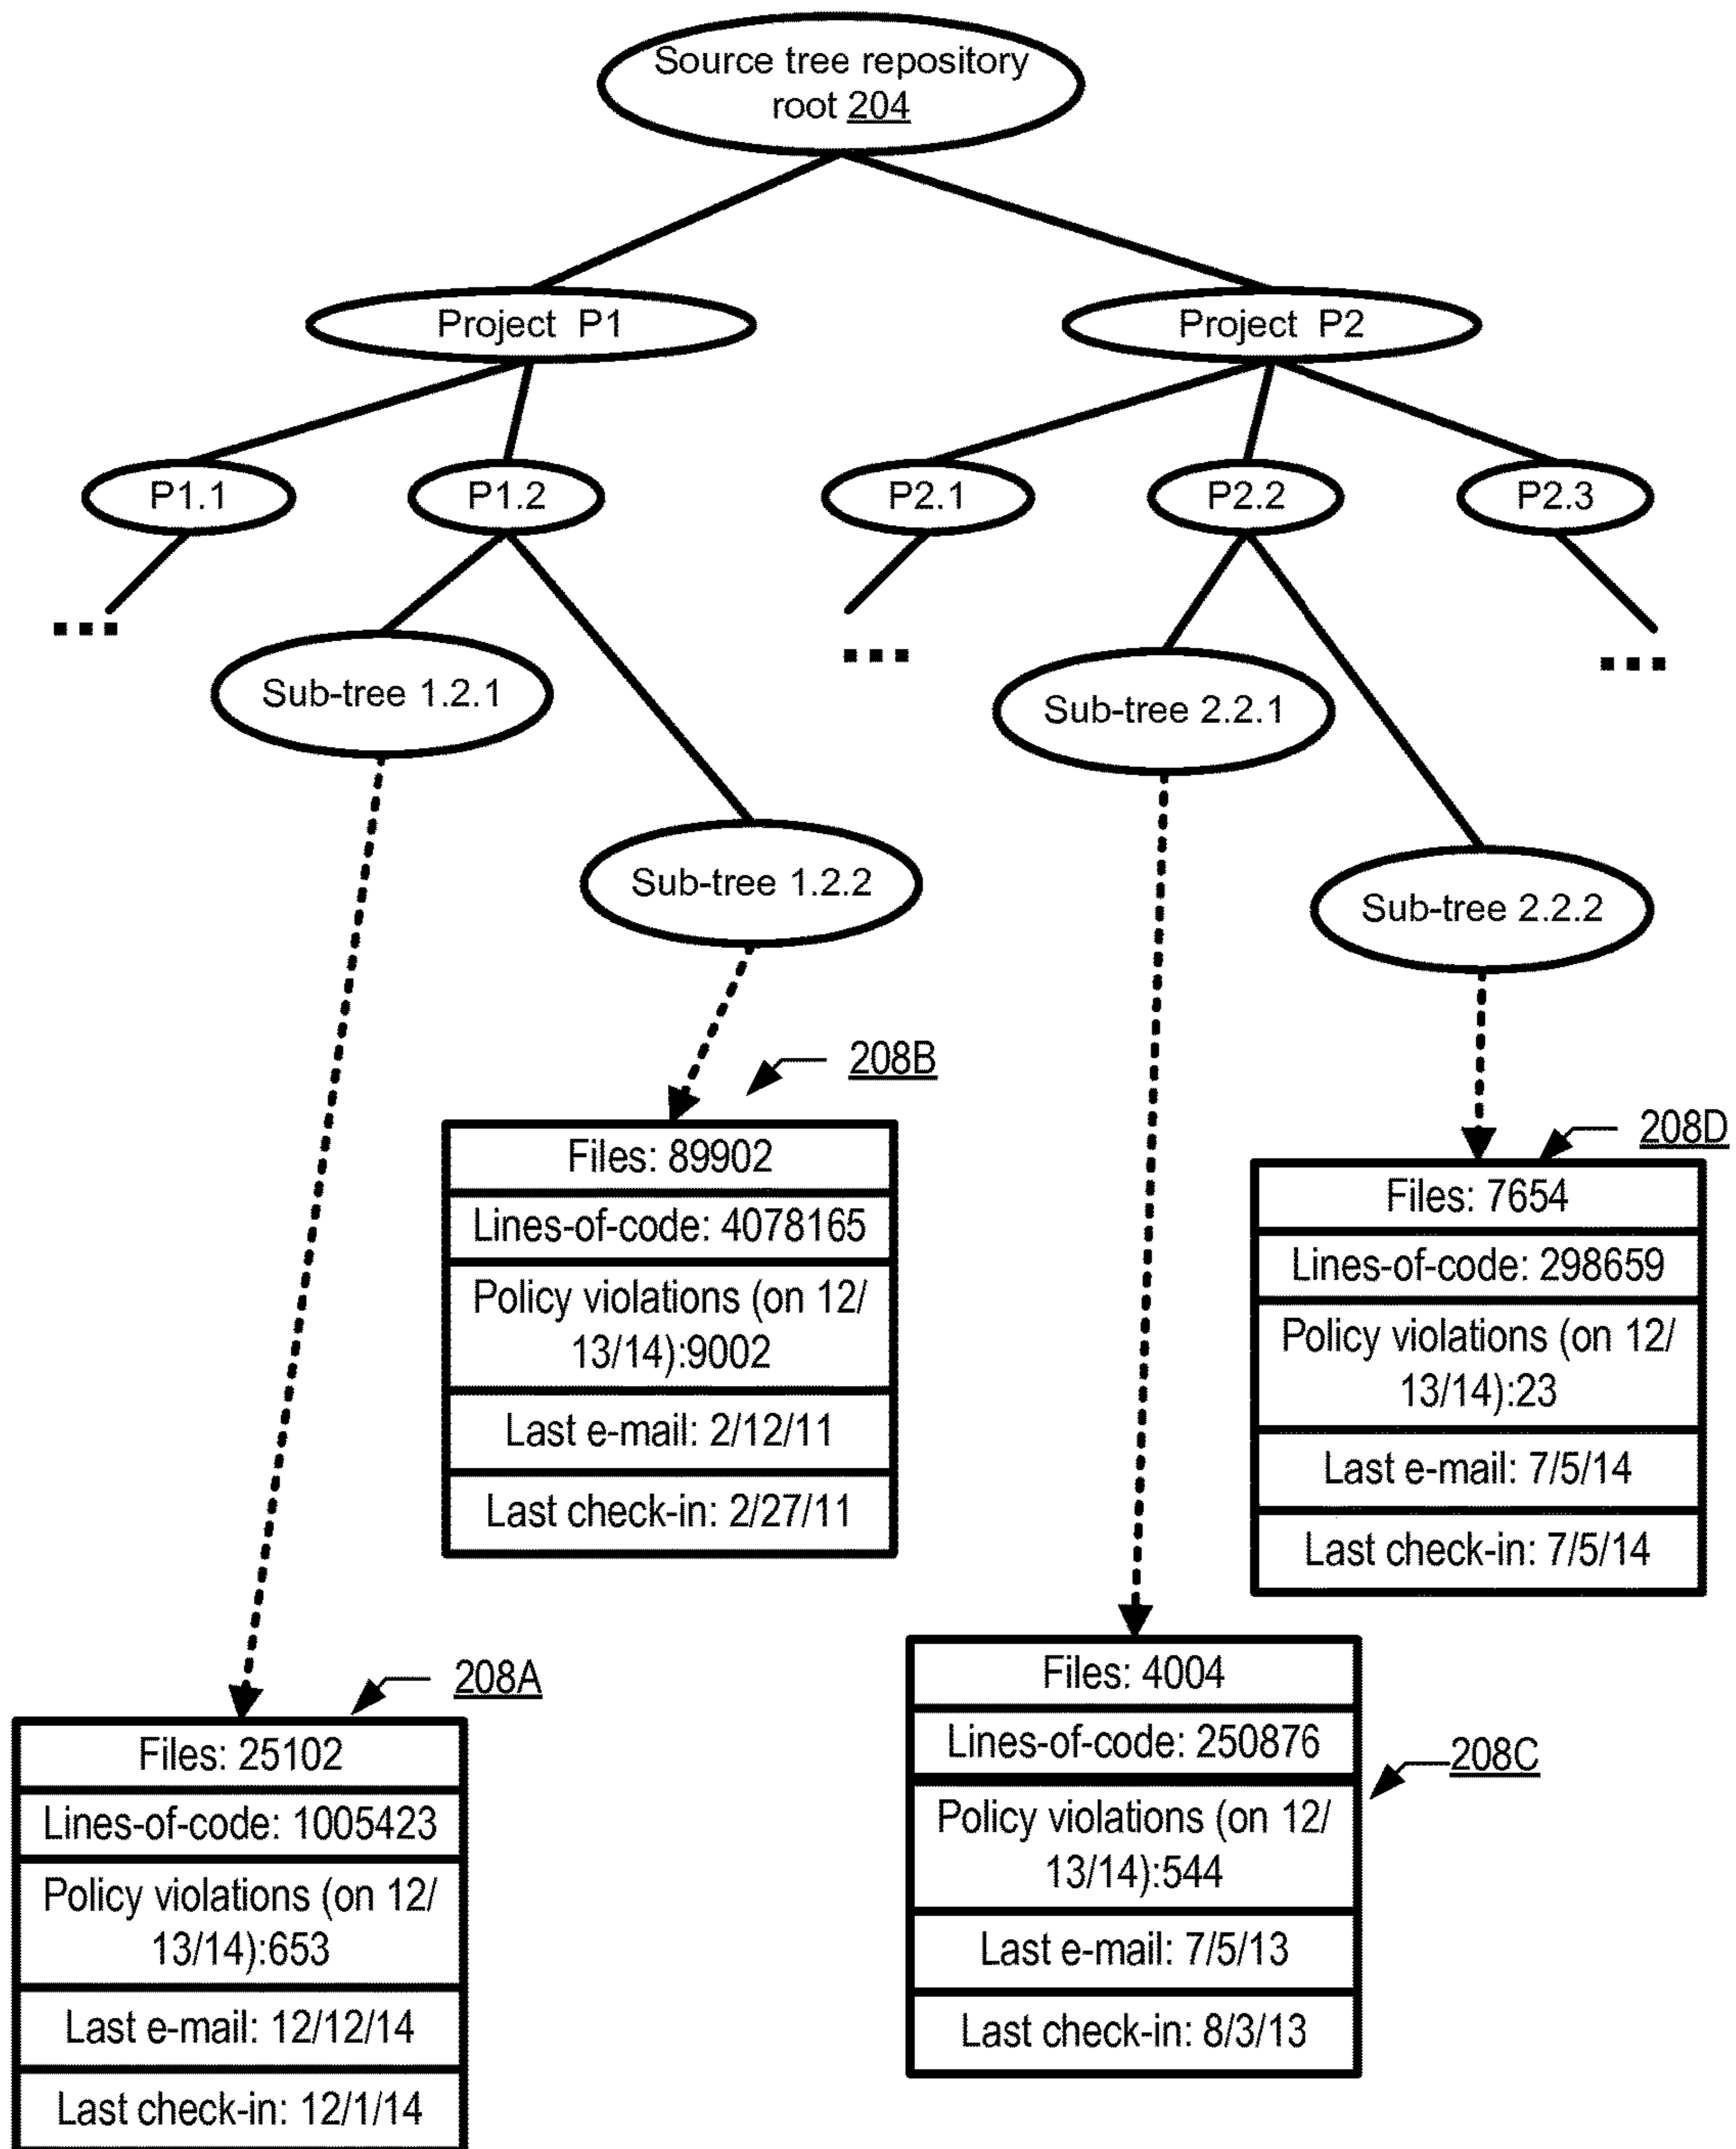 Source tree repository
root 204
Project P1
Project P2
P1.1
P1.2
P2.1
P2.2
P2.3
...
...
...
Sub-tree 1.2.1
Sub-tree 2.2.1
Sub-tree 1.2.2
Sub-tree 2.2.2
208B
Files: 89902
Lines-of-code: 4078165
Policy violations (on 12/
13/14):9002
Last e-mail: 2/12/11
Last check-in: 2/27/11
208D
Files: 7654
Lines-of-code: 298659
Policy violations (on 12/
13/14):23
Last e-mail: 7/5/14
Last check-in: 7/5/14
208A
Files: 25102
Lines-of-code: 1005423
Policy violations (on 12/
13/14):653
Last e-mail: 12/12/14
Last check-in: 12/1/14
208C
Files: 4004
Lines-of-code: 250876
Policy violations (on 12/
13/14):544
Last e-mail: 7/5/13
Last check-in: 8/3/13